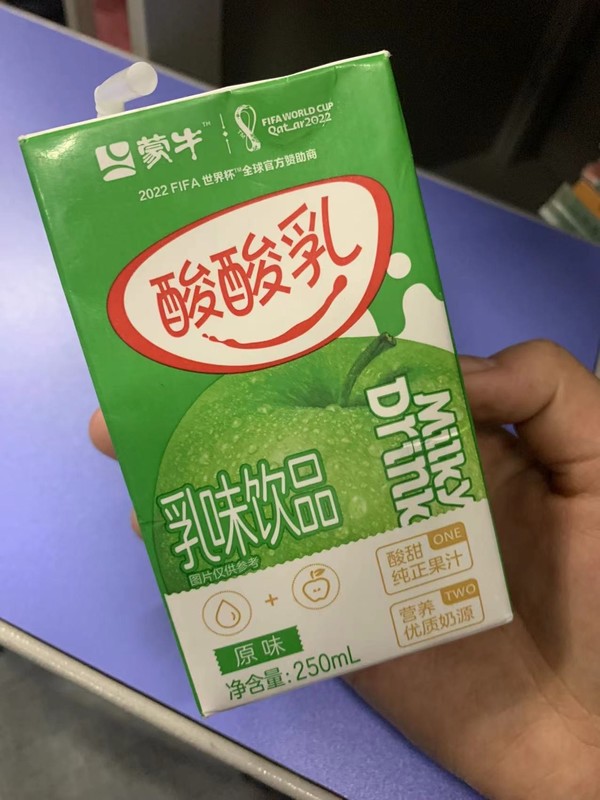 蒙牛™
FIFA WORLD CUP
Qatar2022
2022 FIFA 世界杯™全球官方赞助商
酸酸乳
Milky
Drink
乳味饮品
图片仅供参考
酸甜 ONE
纯正果汁
+
营养 TWO
优质奶源
原味
净含量:250mL